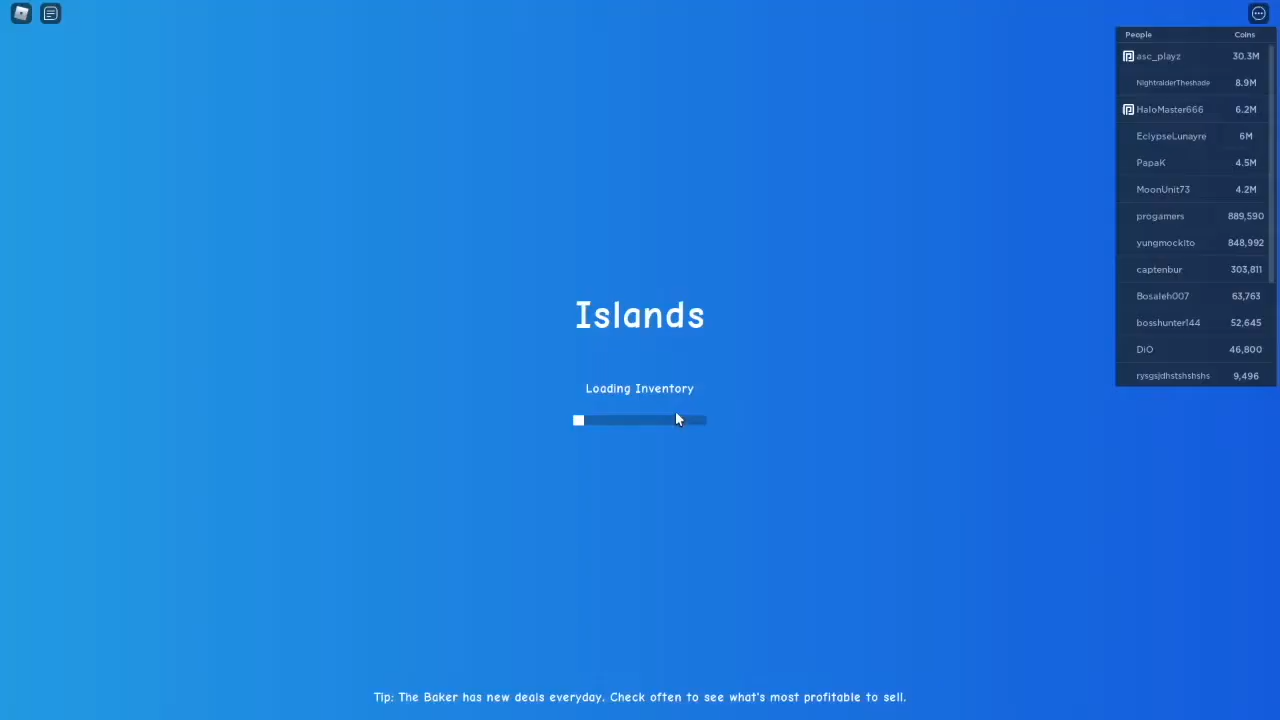 People Coins
asc_playz 30.3M
NightraiderTheshade 8.9M
HaloMaster666 6.2M
EclypseLunayre 6M
PapaK 4.5M
MoonUnit73 4.2M
progamers 889,590
yungmockito 848,992
captenbur 303,811
Bosaleh007 63,763
bosshunter144 52,645
DiO 46,800
rysgsjdhstshshshs 9,496
Islands
Loading Inventory
Tip: The Baker has new deals everyday. Check often to see what's most profitable to sell.